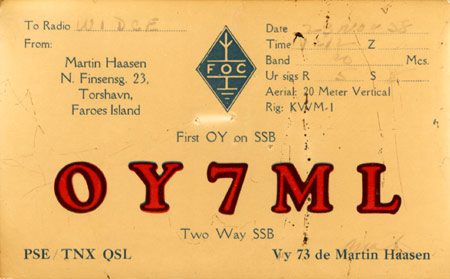 To Radio W1DGE
From:
Martin Haasen
N. Finsensg. 23,
Torshavn,
Faroes Island
FOC
Date
Time Z
Band Mcs.
Ur sigs R 5 S
Aerial: 20 Meter Vertical
Rig: KWM-1
First OY on SSB
OY7ML
Two Way SSB
PSE/TNX QSL
Vy 73 de Martin Haasen